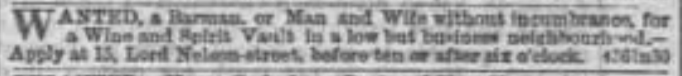 WANTED, a Barman, or Man and Wife without incumbrance, for
a Wine and Spirit Vault in a low but business neighbourhood.—
Apply at 15, Lord Nelson-street, before ten or after six o'clock.